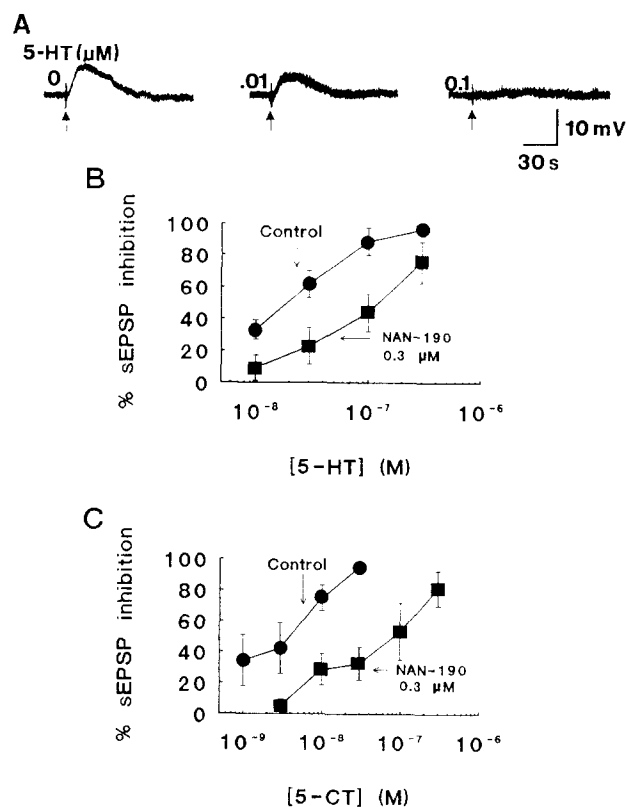 A
5-HT (µM)
0
.01
0.1
10 mV
30 s
B
% sEPSP inhibition
100
80
60
40
20
0
Control
NAN-190
0.3 µM
10⁻⁸
10⁻⁷
10⁻⁶
[5-HT] (M)
C
% sEPSP inhibition
100
80
60
40
20
0
Control
NAN-190
0.3 µM
10⁻⁹
10⁻⁸
10⁻⁷
10⁻⁶
[5-CT] (M)